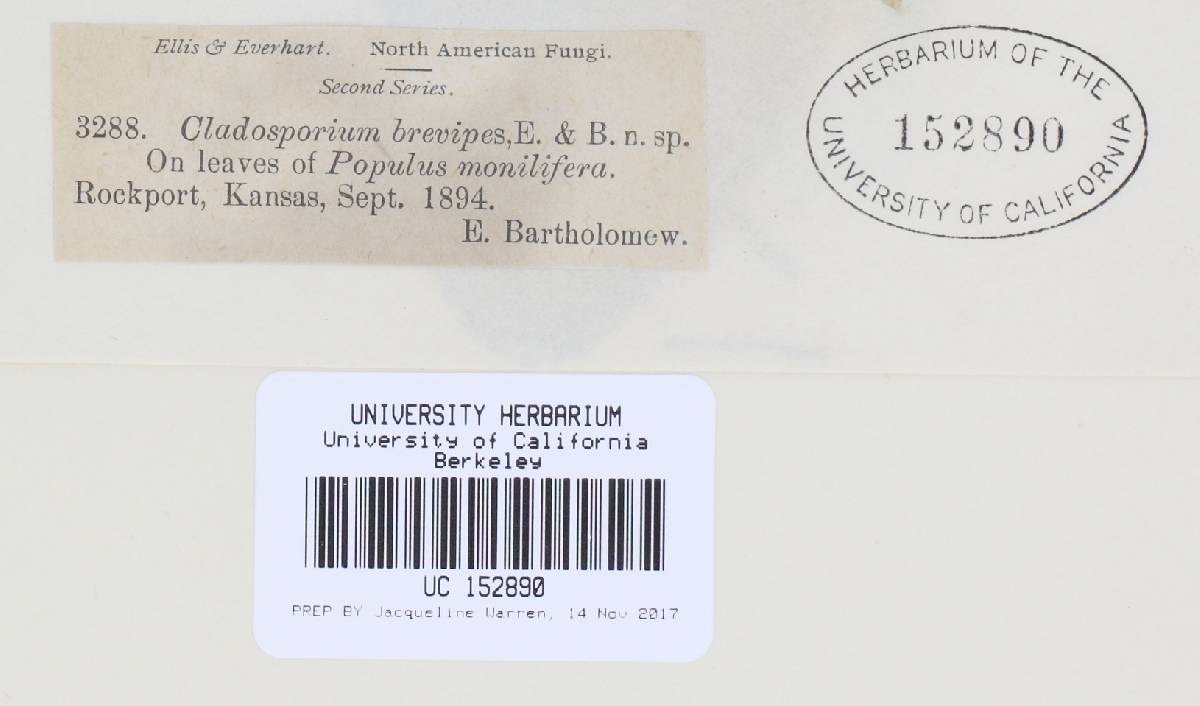 Ellis & Everhart. North American Fungi.
Second Series.
3288. Cladosporium brevipes, E. & B. n. sp.
On leaves of Populus monilifera.
Rockport, Kansas, Sept. 1894.
E. Bartholomew.
HERBARIUM OF THE
152890
UNIVERSITY OF CALIFORNIA
UNIVERSITY HERBARIUM
University of California
Berkeley
UC 152890
PREP BY Jacqueline Warren, 14 Nov 2017